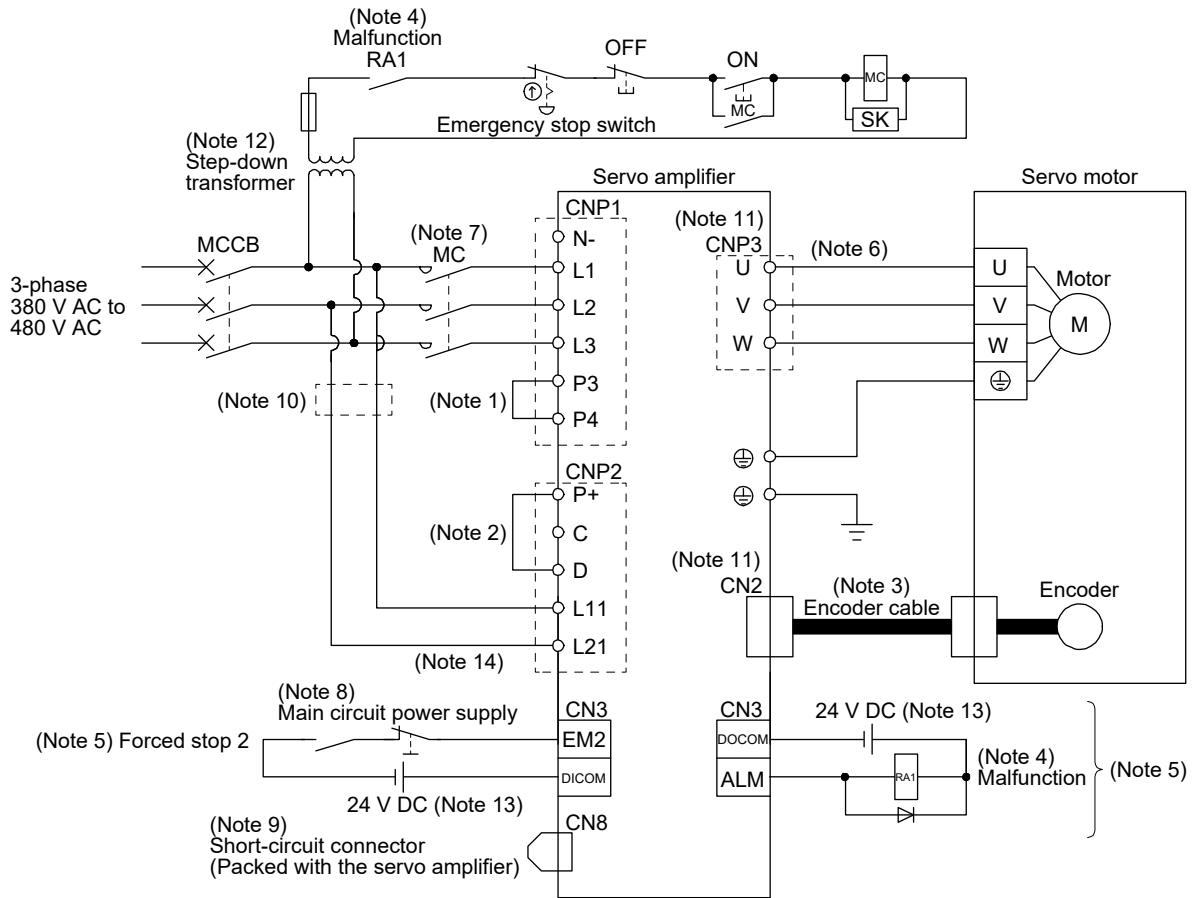 (Note 4)
Malfunction
RA1
OFF
ON
MC
MC
SK
Emergency stop switch
(Note 12)
Step-down
transformer
Servo amplifier
Servo motor
CNP1
N-
L1
L2
L3
P3
P4
(Note 11)
CNP3
U
V
W
(Note 6)
U
V
W
Motor
M
MCCB
(Note 7)
MC
3-phase
380 V AC to
480 V AC
(Note 10)
(Note 1)
CNP2
P+
C
D
L11
L21
(Note 2)
(Note 14)
(Note 11)
CN2
(Note 3)
Encoder cable
Encoder
(Note 8)
Main circuit power supply
(Note 5) Forced stop 2
24 V DC (Note 13)
CN3
EM2
DICOM
CN3
DOCOM
ALM
24 V DC (Note 13)
RA1
(Note 4)
Malfunction
(Note 5)
(Note 9)
Short-circuit connector
(Packed with the servo amplifier)
CN8